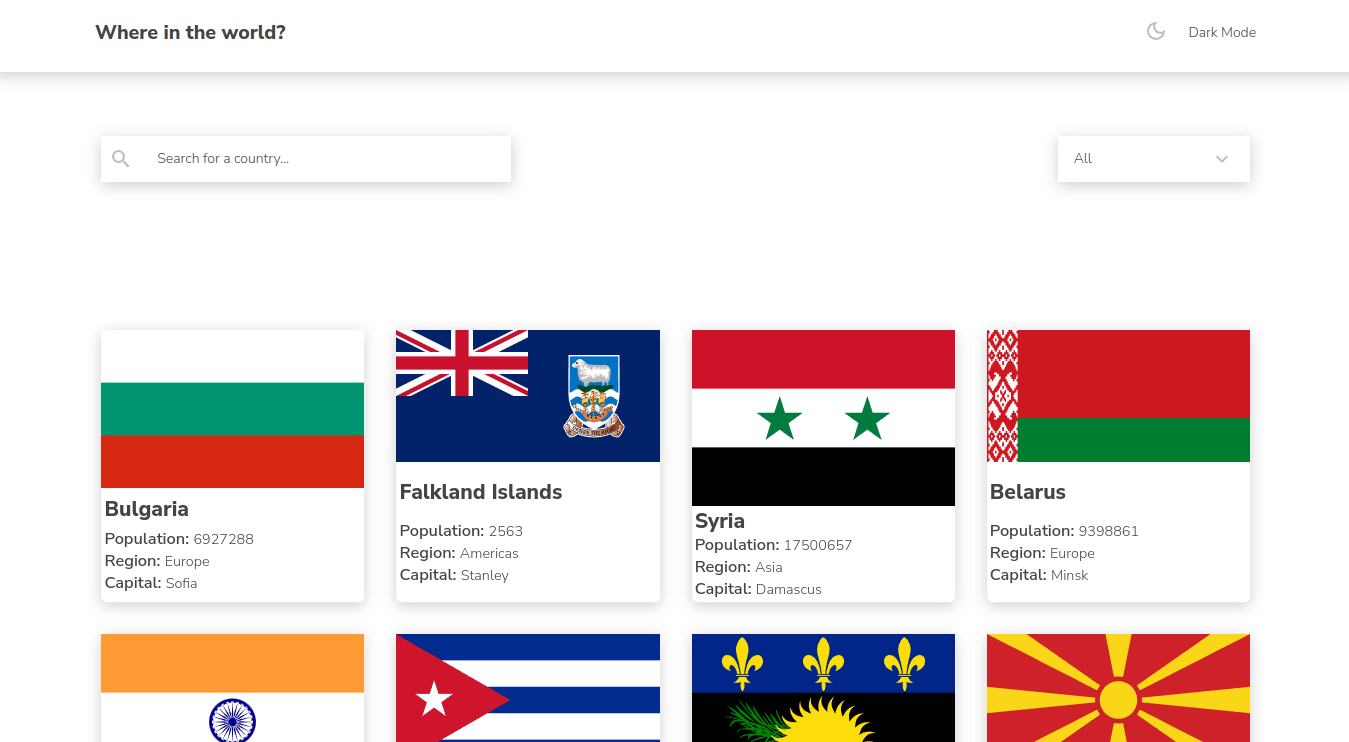 Where in the world?
Dark Mode
Search for a country...
All
Bulgaria
Population: 6927288
Region: Europe
Capital: Sofia
Falkland Islands
Population: 2563
Region: Americas
Capital: Stanley
Syria
Population: 17500657
Region: Asia
Capital: Damascus
Belarus
Population: 9398861
Region: Europe
Capital: Minsk